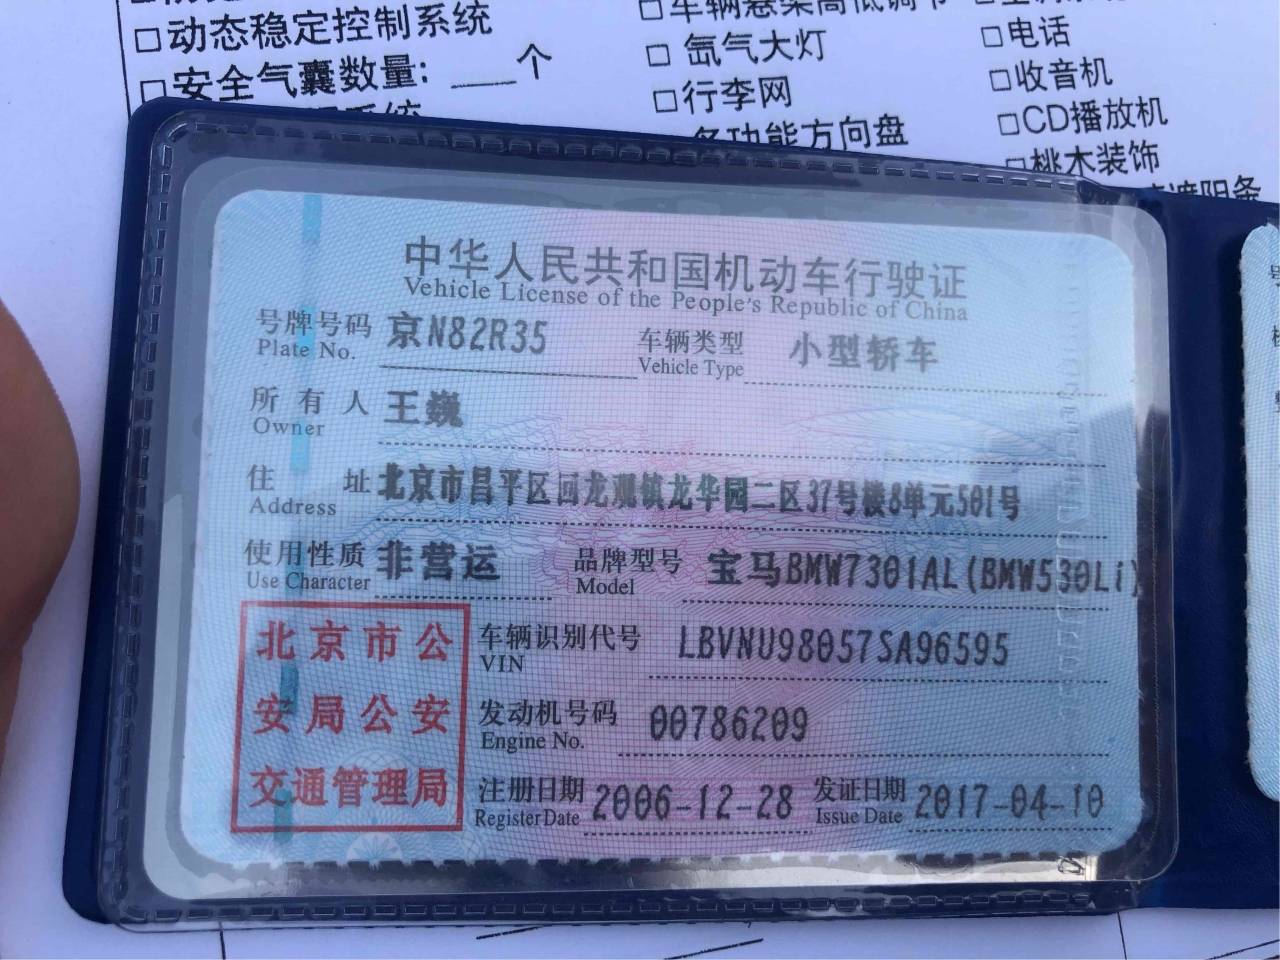 □动态稳定控制系统
□安全气囊数量: ___个
系统
□车辆悬架高低调节
□氙气大灯
□行李网
多功能方向盘
□电话
□收音机
□CD播放机
□桃木装饰
遮阳条
中华人民共和国机动车行驶证
Vehicle License of the People's Republic of China
号牌号码 京N82R35 车辆类型 小型轿车
Plate No. Vehicle Type
所有人 王巍
Owner
住址 北京市昌平区回龙观镇龙华园二区37号楼8单元501号
Address
使用性质 非营运 品牌型号 宝马BMW7301AL(BMW530Li)
Use Character Model
北京市公
安局公安
交通管理局
车辆识别代号 LBVNU98057SA96595
VIN
发动机号码 00786209
Engine No.
注册日期 2006-12-28 发证日期 2017-04-10
Register Date Issue Date
号